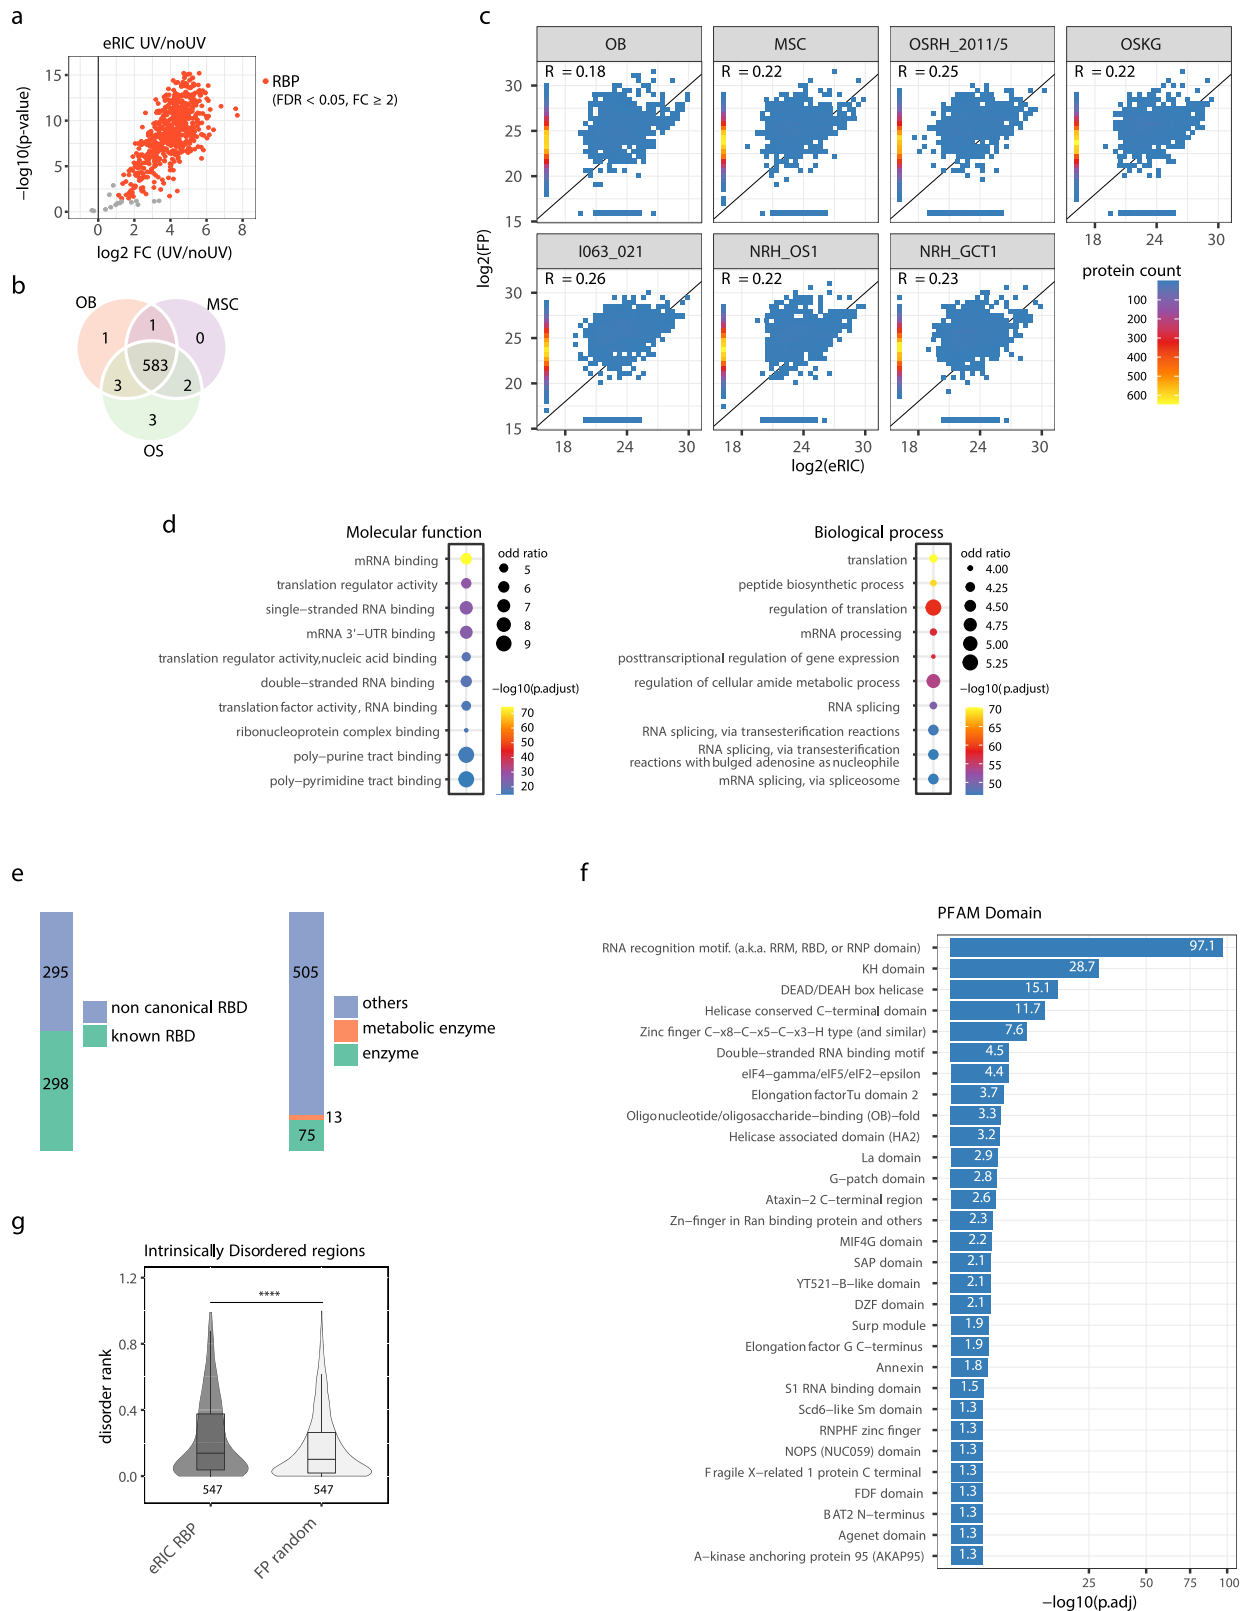 a
eRIC UV/noUV
15
10
5
0
−log10(p−value)
0 2 4 6 8
log2 FC (UV/noUV)
RBP
(FDR < 0.05, FC ≥ 2)
b
OB
MSC
1
1
0
583
3
2
3
OS
c
OB
MSC
OSRH_2011/5
OSKG
R = 0.18
R = 0.22
R = 0.25
R = 0.22
30
25
20
15
18 24 30
I063_021
NRH_OS1
NRH_GCT1
R = 0.26
R = 0.22
R = 0.23
30
25
20
15
log2(FP)
18 24 30
18 24 30
18 24 30
log2(eRIC)
protein count
100
200
300
400
500
600
d
Molecular function
mRNA binding
translation regulator activity
single−stranded RNA binding
mRNA 3'−UTR binding
translation regulator activity,nucleic acid binding
double−stranded RNA binding
translation factor activity, RNA binding
ribonucleoprotein complex binding
poly−purine tract binding
poly−pyrimidine tract binding
odd ratio
5
6
7
8
9
−log10(p.adjust)
70
60
50
40
30
20
Biological process
translation
peptide biosynthetic process
regulation of translation
mRNA processing
posttranscriptional regulation of gene expression
regulation of cellular amide metabolic process
RNA splicing
RNA splicing, via transesterification reactions
RNA splicing, via transesterification
reactions with bulged adenosine as nucleophile
mRNA splicing, via spliceosome
odd ratio
4.00
4.25
4.50
4.75
5.00
5.25
−log10(p.adjust)
70
65
60
55
50
e
295
298
non canonical RBD
known RBD
505
13
75
others
metabolic enzyme
enzyme
f
PFAM Domain
RNA recognition motif. (a.k.a. RRM, RBD, or RNP domain) 97.1
KH domain 28.7
DEAD/DEAH box helicase 15.1
Helicase conserved C−terminal domain 11.7
Zinc finger C−x8−C−x5−C−x3−H type (and similar) 7.6
Double−stranded RNA binding motif 4.5
eIF4−gamma/eIF5/eIF2−epsilon 4.4
Elongation factor Tu domain 2 3.7
Oligonucleotide/oligosaccharide−binding (OB)−fold 3.3
Helicase associated domain (HA2) 3.2
La domain 2.9
G−patch domain 2.8
Ataxin−2 C−terminal region 2.6
Zn−finger in Ran binding protein and others 2.3
MIF4G domain 2.2
SAP domain 2.1
YT521−B−like domain 2.1
DZF domain 2.1
Surp module 1.9
Elongation factor G C−terminus 1.9
Annexin 1.8
S1 RNA binding domain 1.5
Scd6−like Sm domain 1.3
RNPHF zinc finger 1.3
NOPS (NUC059) domain 1.3
Fragile X−related 1 protein C terminal 1.3
FDF domain 1.3
BAT2 N−terminus 1.3
Agenet domain 1.3
A−kinase anchoring protein 95 (AKAP95) 1.3
25 50 75 100
−log10(p.adj)
g
Intrinsically Disordered regions
1.2
0.8
0.4
0.0
disorder rank
****
547
547
eRIC RBP
FP random